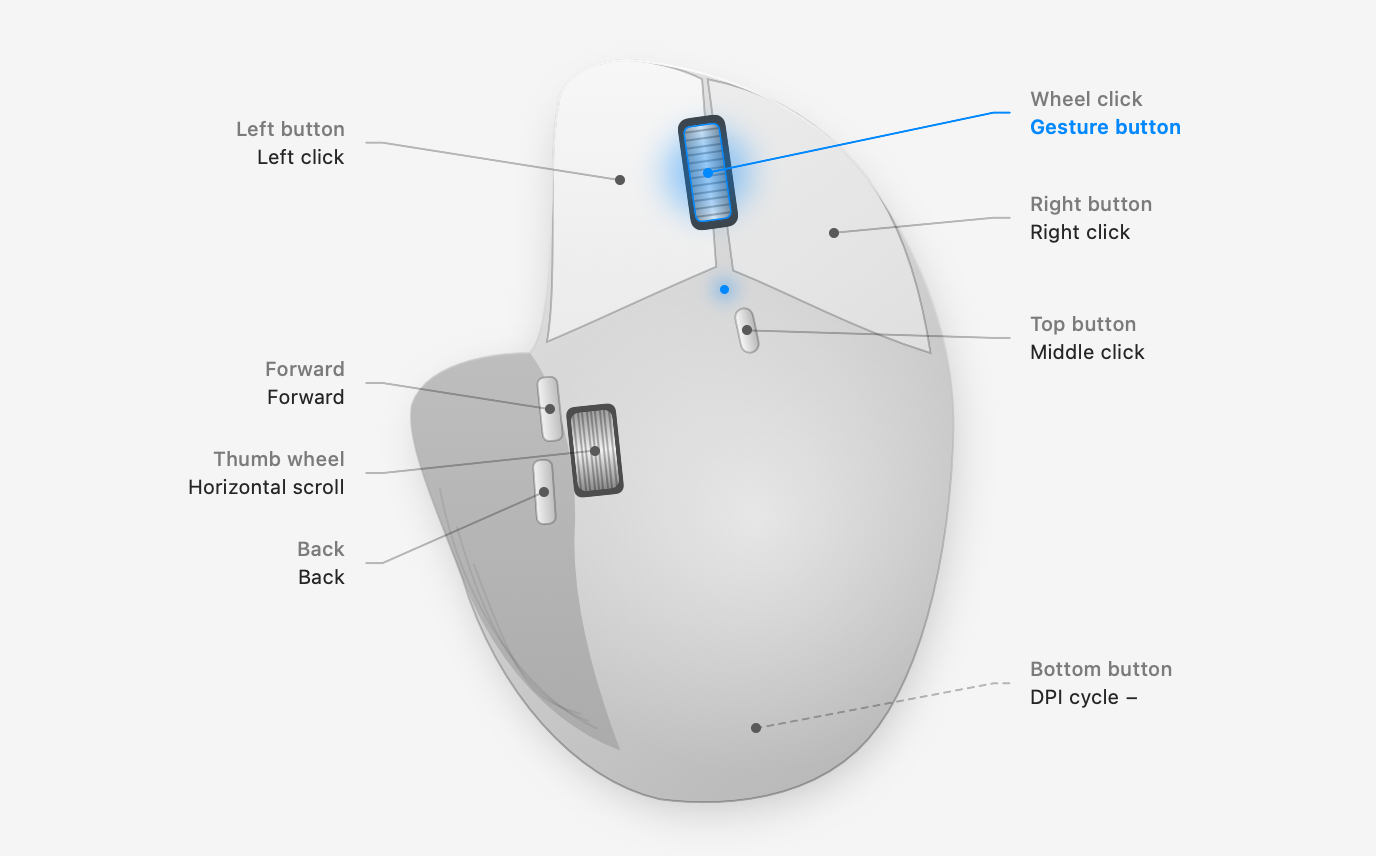 Left button
Left click
Forward
Forward
Thumb wheel
Horizontal scroll
Back
Back
Wheel click
Gesture button
Right button
Right click
Top button
Middle click
Bottom button
DPI cycle –